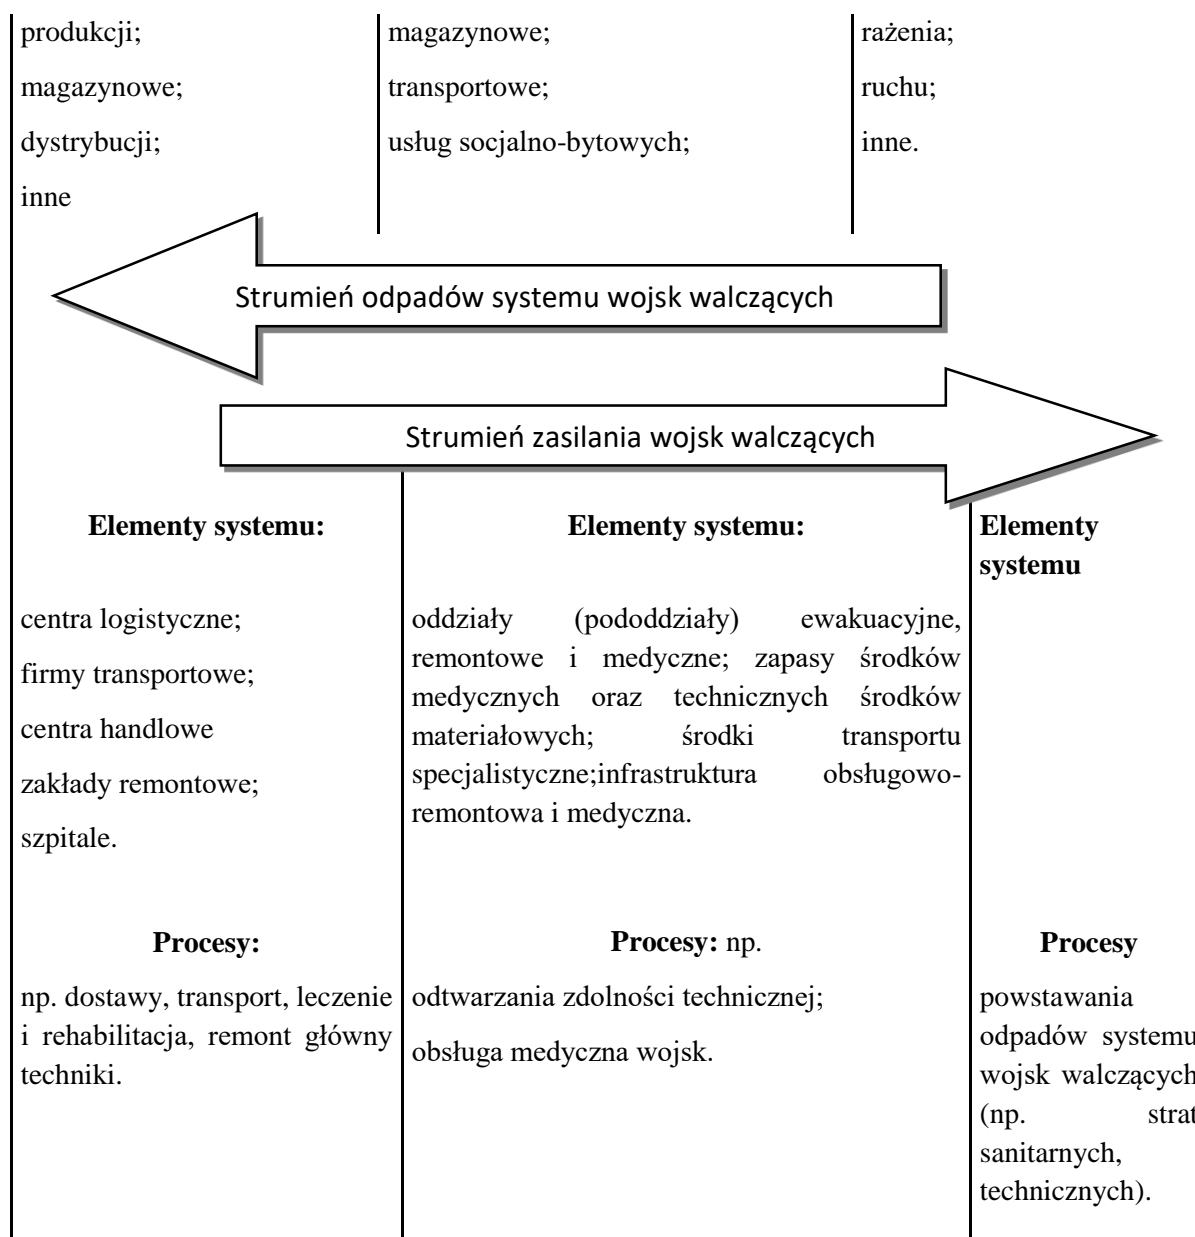 produkcji;
magazynowe;
dystrybucji;
inne
magazynowe;
transportowe;
usług socjalno-bytowych;
rażenia;
ruchu;
inne.
Strumień odpadów systemu wojsk walczących
Strumień zasilania wojsk walczących
Elementy systemu:
centra logistyczne;
firmy transportowe;
centra handlowe
zakłady remontowe;
szpitale.
Procesy:
np. dostawy, transport, leczenie
i rehabilitacja, remont główny
techniki.
Elementy systemu:
oddziały (pododdziały) ewakuacyjne,
remontowe i medyczne; zapasy środków
medycznych oraz technicznych środków
materiałowych; środki transportu
specjalistyczne;infrastruktura obsługowo-
remontowa i medyczna.
Procesy: np.
odtwarzania zdolności technicznej;
obsługa medyczna wojsk.
Elementy
systemu
Procesy
powstawania
odpadów systemu
wojsk walczących
(np. strat
sanitarnych,
technicznych).